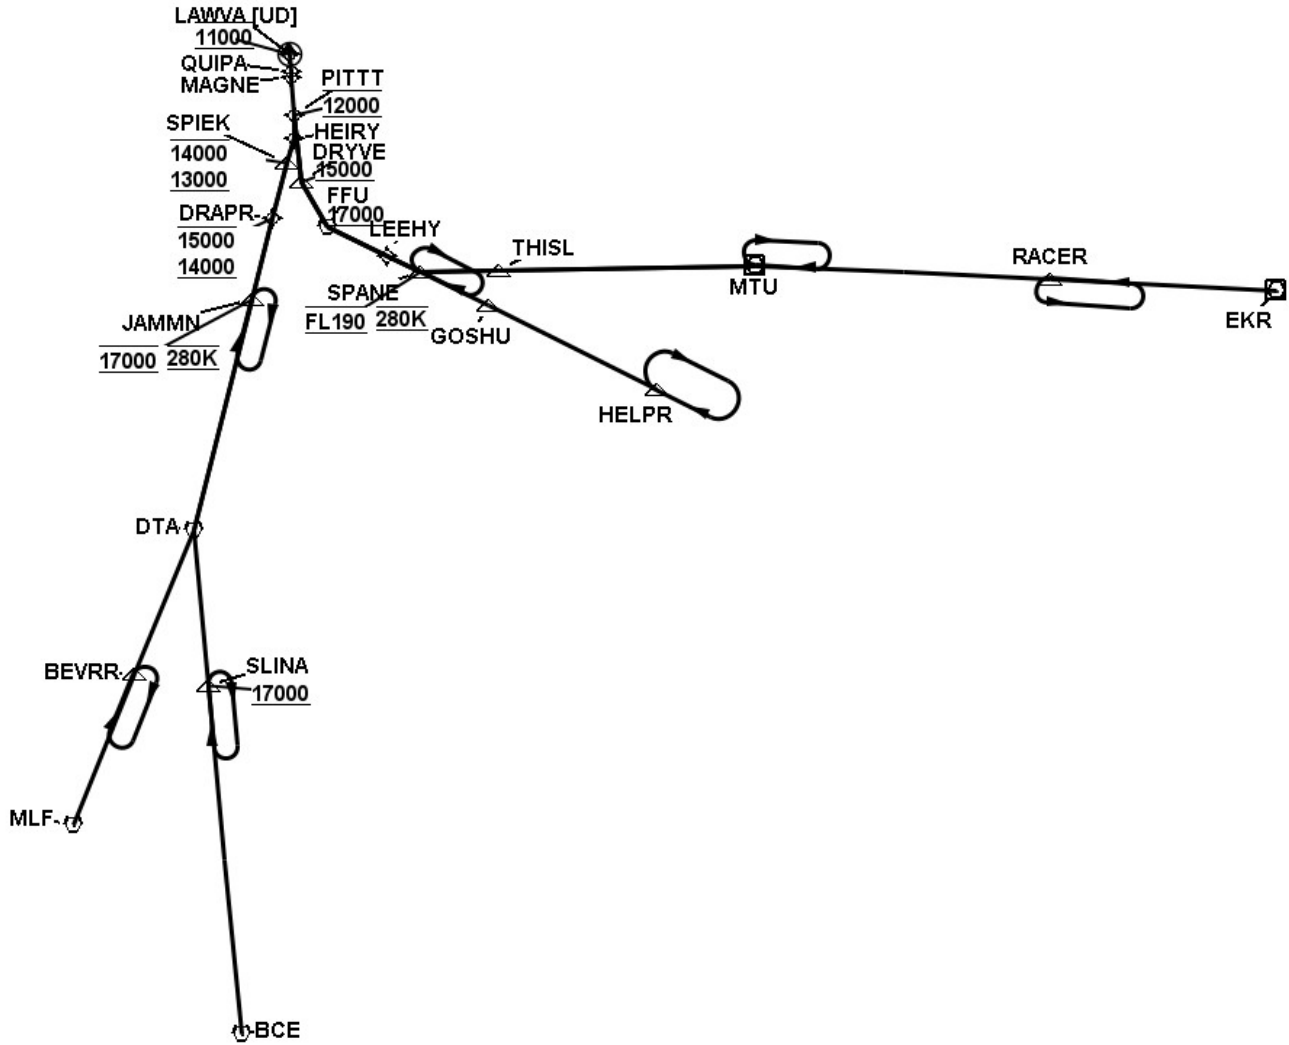 LAWVA [UD]
11000
QUIPA
MAGNE
PITTT
12000
SPIEK
14000
13000
HEIRY
DRYVE
15000
FFU
17000
DRAPR
15000
14000
LEEHY
THISL
SPANE
FL190 280K
GOSHU
MTU
RACER
EKR
JAMMN
17000 280K
HELPR
DTA
BEVRR
SLINA
17000
MLF
BCE